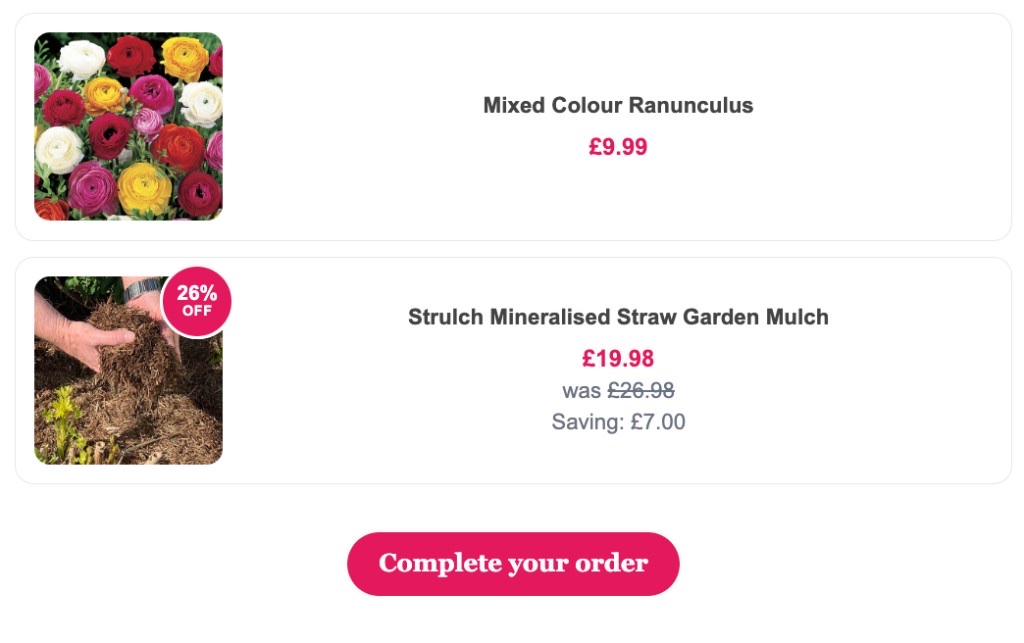 Mixed Colour Ranunculus
£9.99
26%
OFF
Strulch Mineralised Straw Garden Mulch
£19.98
was £26.98
Saving: £7.00
Complete your order